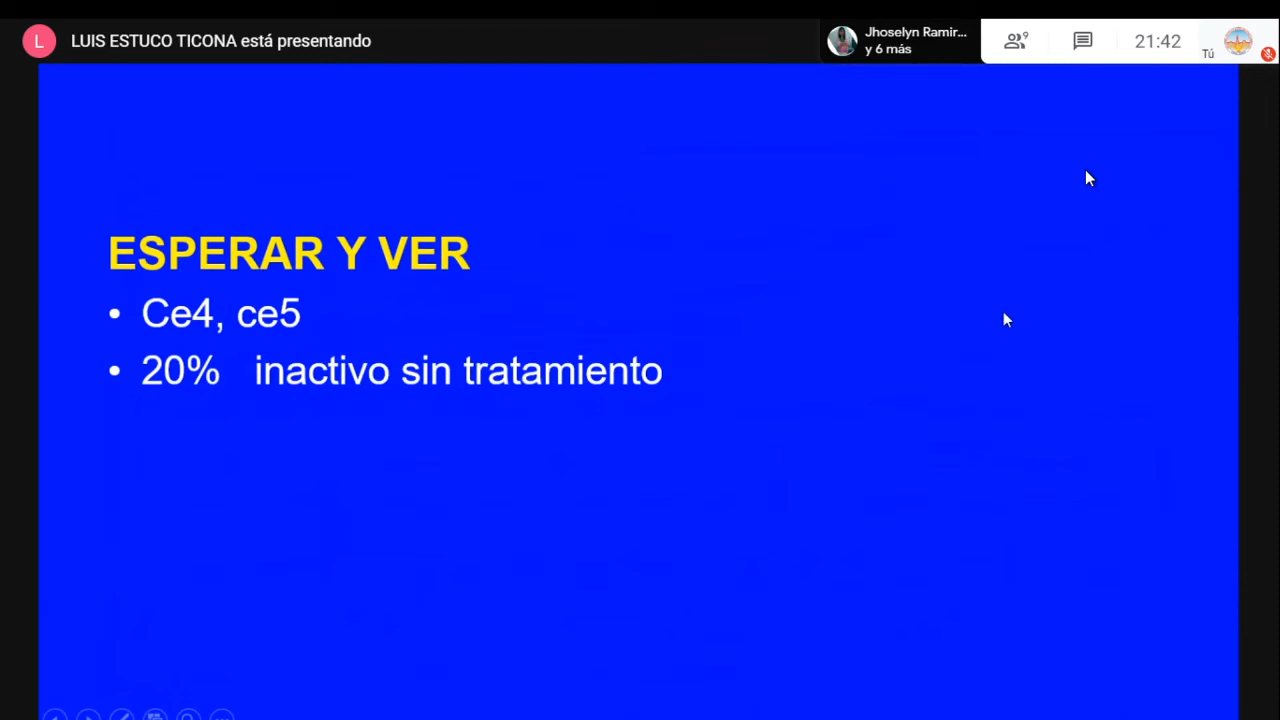 L
LUIS ESTUCO TICONA está presentando
Jhoselyn Ramir...
y 6 más
9
21:42
Tú
ESPERAR Y VER
• Ce4, ce5
• 20% inactivo sin tratamiento